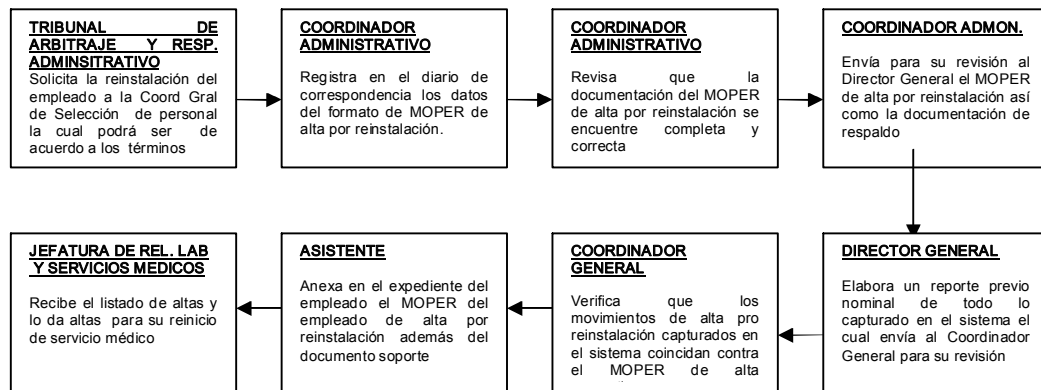 TRIBUNAL DE
ARBITRAJE Y RESP.
ADMINSITRATIVO
Solicita la reinstalación del
empleado a la Coord Gral
de Selección de personal
la cual podrá ser de
acuerdo a los términos
COORDINADOR
ADMINISTRATIVO
Registra en el diario de
correspondencia los datos
del formato de MOPER de
alta por reinstalación.
COORDINADOR
ADMINISTRATIVO
Revisa que la
documentación del MOPER
de alta por reinstalación se
encuentre completa y
correcta
COORDINADOR ADMON.
Envía para su revisión al
Director General el MOPER
de alta por reinstalación así
como la documentación de
respaldo
JEFATURA DE REL. LAB
Y SERVICIOS MEDICOS
Recibe el listado de altas y
lo da altas para su reinicio
de servicio médico
ASISTENTE
Anexa en el expediente del
empleado el MOPER del
empleado de alta por
reinstalación además del
documento soporte
COORDINADOR
GENERAL
Verifica que los
movimientos de alta pro
reinstalación capturados en
el sistema coincidan contra
el MOPER de alta
DIRECTOR GENERAL
Elabora un reporte previo
nominal de todo lo
capturado en el sistema el
cual envía al Coordinador
General para su revisión